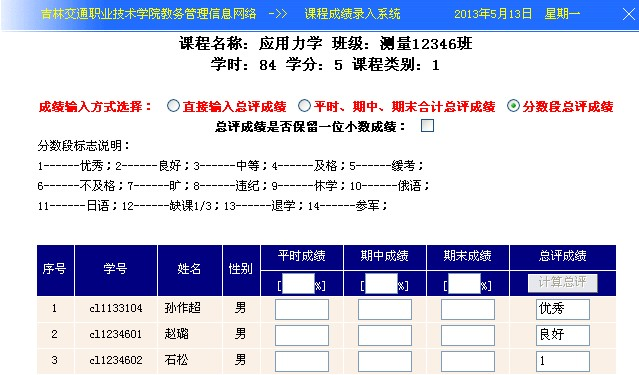 吉林交通职业技术学院教务管理信息网络 ->> 课程成绩录入系统 2013年5月13日 星期一
课程名称：应用力学 班级：测量12346班
学时：84 学分：5 课程类别：1
成绩输入方式选择： 直接输入总评成绩 平时、期中、期末合计总评成绩 分数段总评成绩
总评成绩是否保留一位小数成绩：
分数段标志说明：
1------优秀；2------良好；3------中等；4------及格；5------缓考；
6------不及格；7------旷；8------违纪；9------休学；10------俄语；
11------日语；12------缺课1/3；13------退学；14------参军；
序号 学号 姓名 性别 平时成绩 期中成绩 期末成绩 总评成绩
[ %] [ %] [ %] 计算总评
1 cl1133104 孙作超 男 优秀
2 cl1234601 赵璐 男 良好
3 cl1234602 石松 男 1